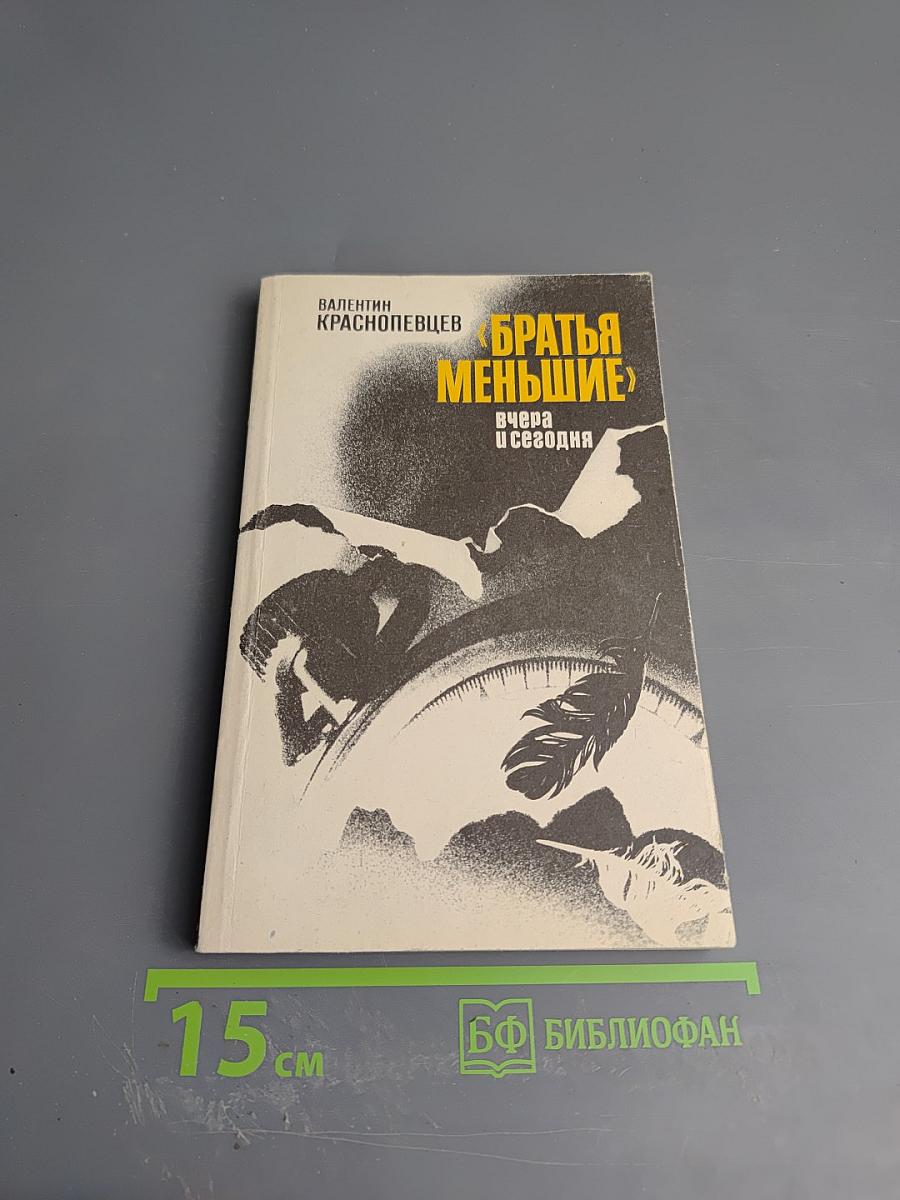 ВАЛЕНТИН
КРАСНОПЕВЦЕВ
«БРАТЬЯ
МЕНЬШИЕ»
вчера
и сегодня
15 см
БФ БИБЛИОФАН